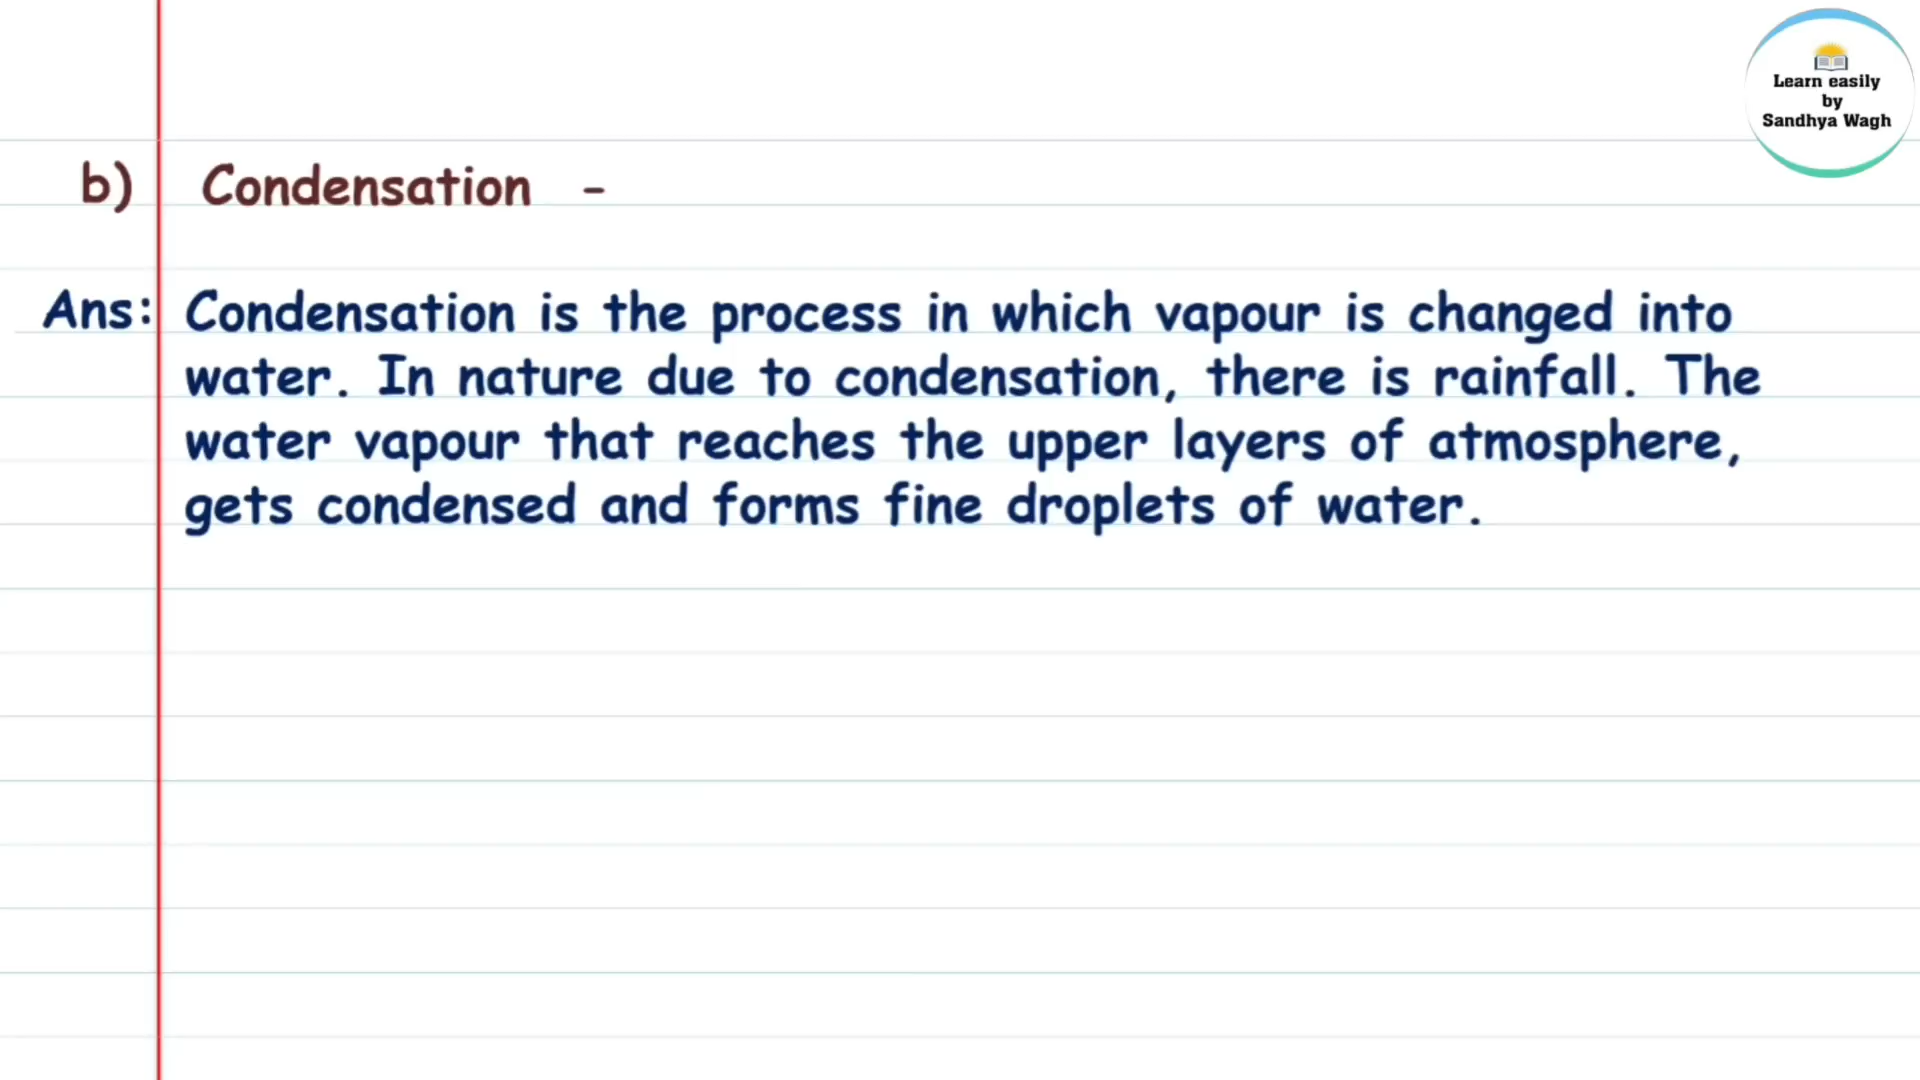 Learn easily
by
Sandhya Wagh
b) Condensation -
Ans: Condensation is the process in which vapour is changed into
water. In nature due to condensation, there is rainfall. The
water vapour that reaches the upper layers of atmosphere,
gets condensed and forms fine droplets of water.